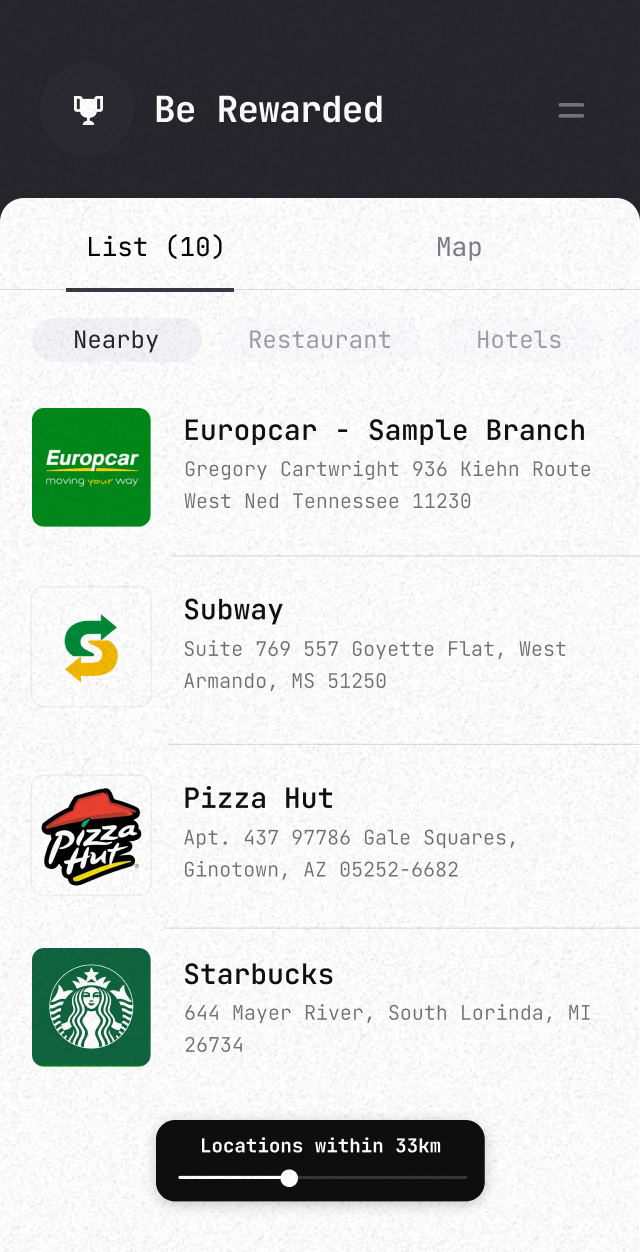 Be Rewarded
List (10)
Map
Nearby
Restaurant
Hotels
Europcar
moving your way
Europcar - Sample Branch
Gregory Cartwright 936 Kiehn Route
West Ned Tennessee 11230
Subway
Suite 769 557 Goyette Flat, West
Armando, MS 51250
Pizza
Hut
Pizza Hut
Apt. 437 97786 Gale Squares,
Ginotown, AZ 05252-6682
Starbucks
644 Mayer River, South Lorinda, MI
26734
Locations within 33km